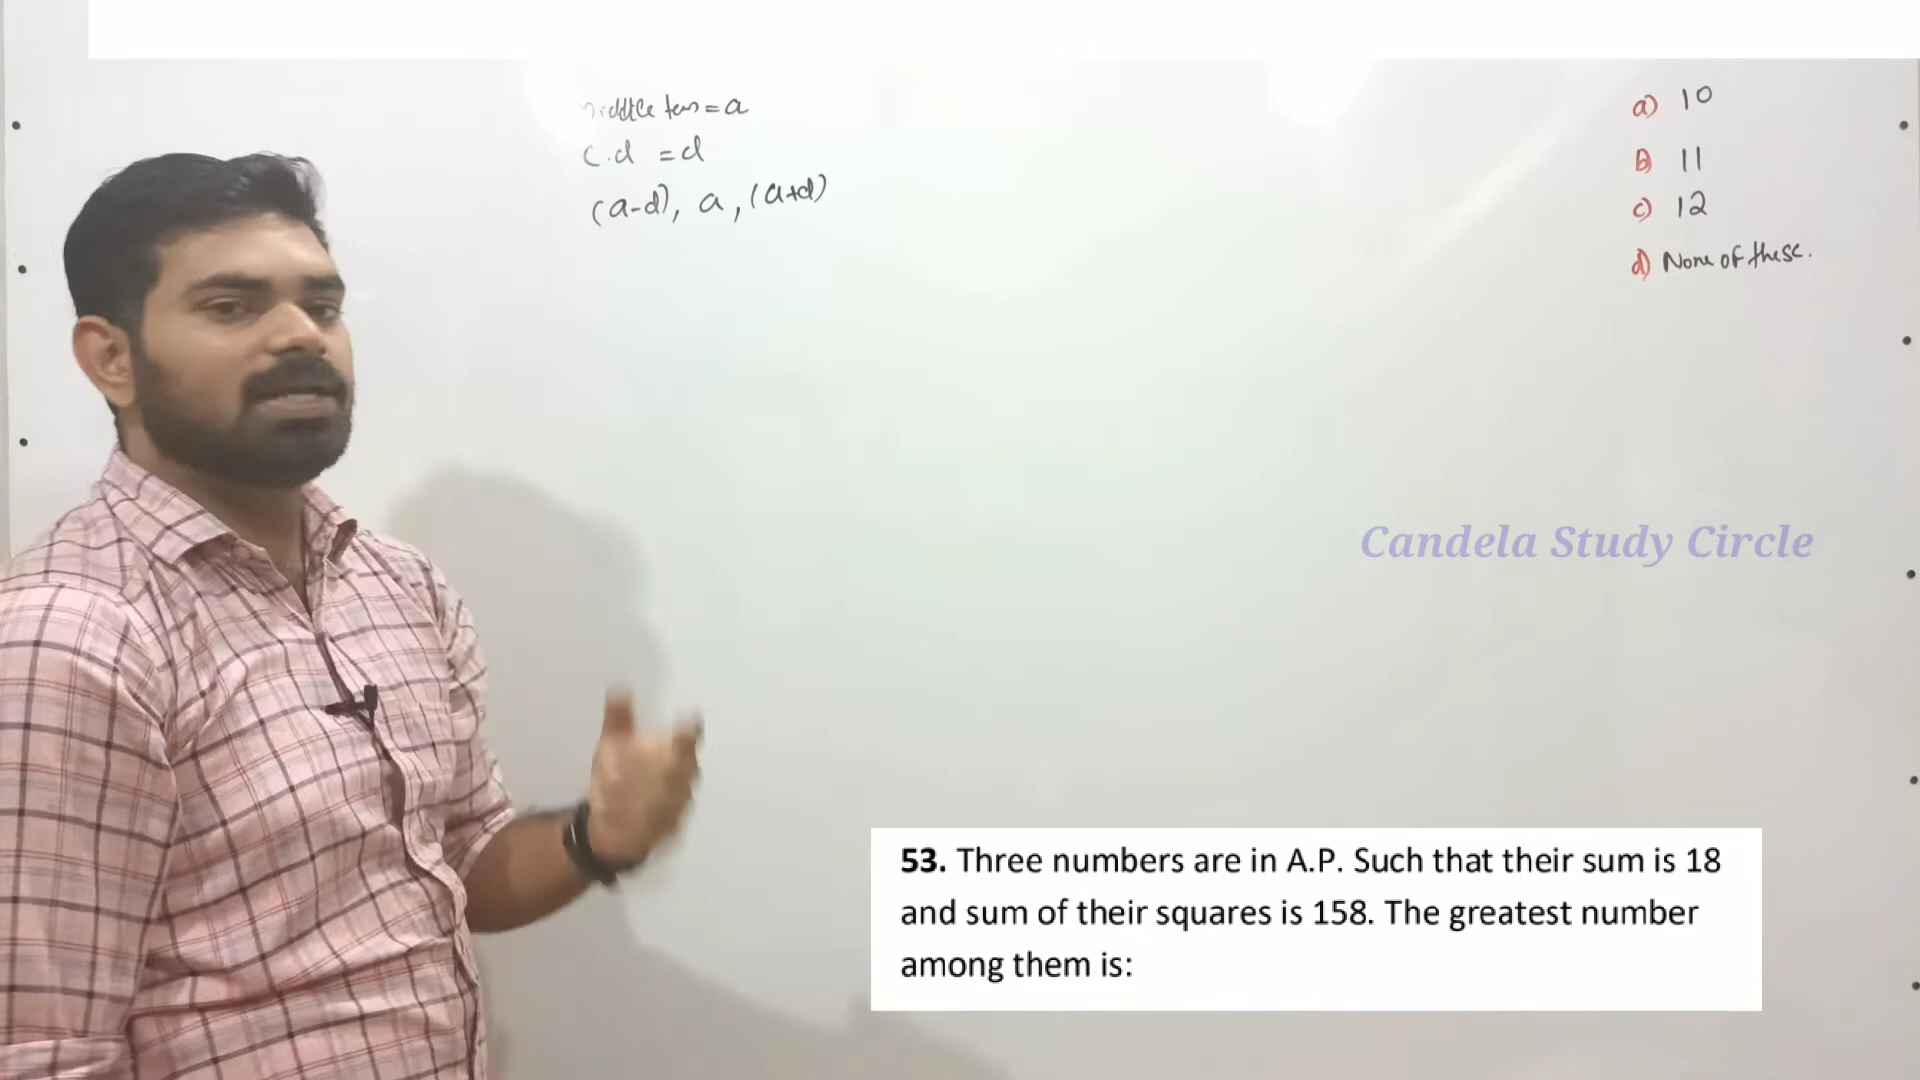 middle term = a
C.d = d
(a-d), a, (a+d)
a) 10
b) 11
c) 12
d) None of these.
Candela Study Circle
53. Three numbers are in A.P. Such that their sum is 18
and sum of their squares is 158. The greatest number
among them is: